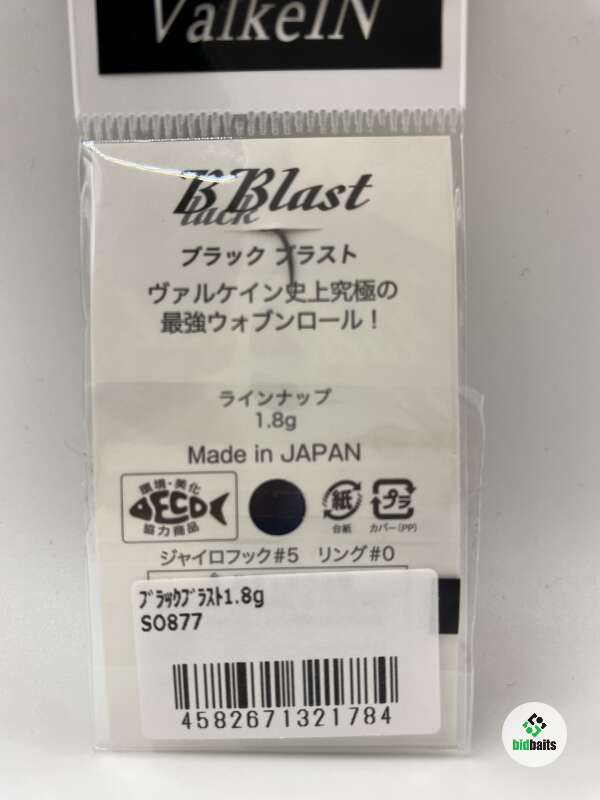 ValkeIN
Black Blast
ブラック ブラスト
ヴァルケイン史上究極の
最強ウォブンロール！
ラインナップ
1.8g
Made in JAPAN
環境・美化
ECO
協力商品
紙
台紙
プラ
カバー(PP)
ジャイロフック#5 リング#0
ﾌﾞﾗｯｸﾌﾞﾗｽﾄ1.8g
SO877
4582671321784
bidbaits